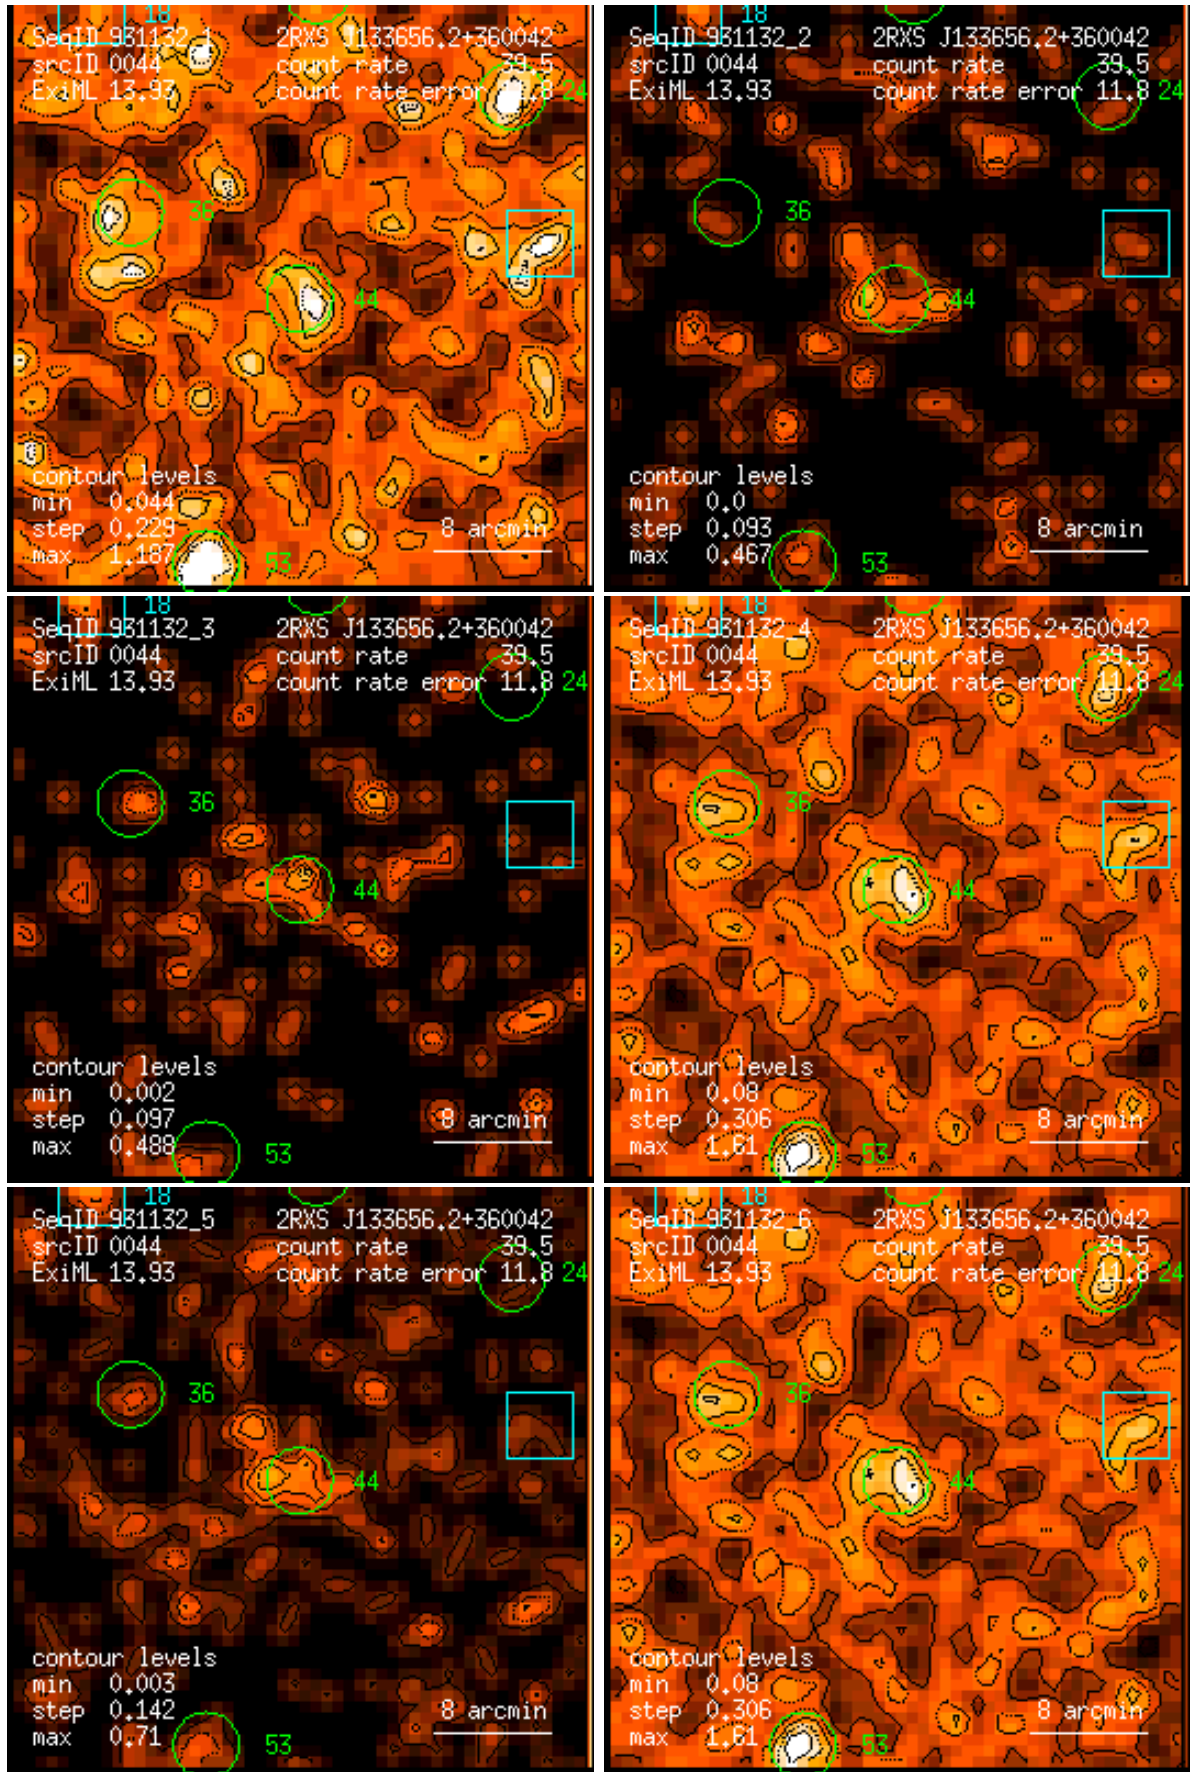 18
SeqID 931132_1 2RXS J133656.2+360042
srcID 0044 count rate 39.5
ExiML 13.93 count rate error 11.8 24
36
44
contour levels
min 0.044
step 0.229 8 arcmin
max 1.187 53
18
SeqID 931132_2 2RXS J133656.2+360042
srcID 0044 count rate 39.5
ExiML 13.93 count rate error 11.8 24
36
44
contour levels
min 0.0
step 0.093 8 arcmin
max 0.467 53
18
SeqID 931132_3 2RXS J133656.2+360042
srcID 0044 count rate 39.5
ExiML 13.93 count rate error 11.8 24
36
44
contour levels
min 0.002
step 0.097 8 arcmin
max 0.488 53
18
SeqID 931132_4 2RXS J133656.2+360042
srcID 0044 count rate 39.5
ExiML 13.93 count rate error 11.8 24
36
44
contour levels
min 0.08
step 0.306 8 arcmin
max 1.61 53
18
SeqID 931132_5 2RXS J133656.2+360042
srcID 0044 count rate 39.5
ExiML 13.93 count rate error 11.8 24
36
44
contour levels
min 0.003
step 0.142 8 arcmin
max 0.71 53
18
SeqID 931132_6 2RXS J133656.2+360042
srcID 0044 count rate 39.5
ExiML 13.93 count rate error 11.8 24
36
44
contour levels
min 0.08
step 0.306 8 arcmin
max 1.61 53